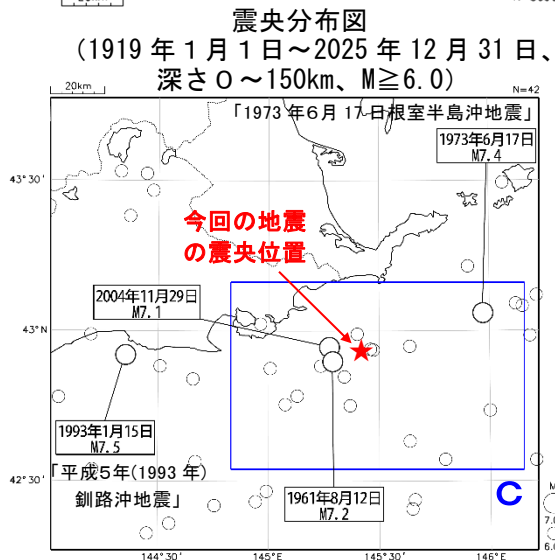 震央分布図
(1919年1月1日～2025年12月31日、
深さ0～150km、M≧6.0)
20km
N=42
「1973年6月17日根室半島沖地震」
1973年6月17日
M7.4
43°30'
今回の地震
の震央位置
2004年11月29日
M7.1
43°N
1993年1月15日
M7.5
「平成5年(1993年)
釧路沖地震」
42°30'
1961年8月12日
M7.2
C
M
7.0
6.0
144°30'
145°E
145°30'
146°E